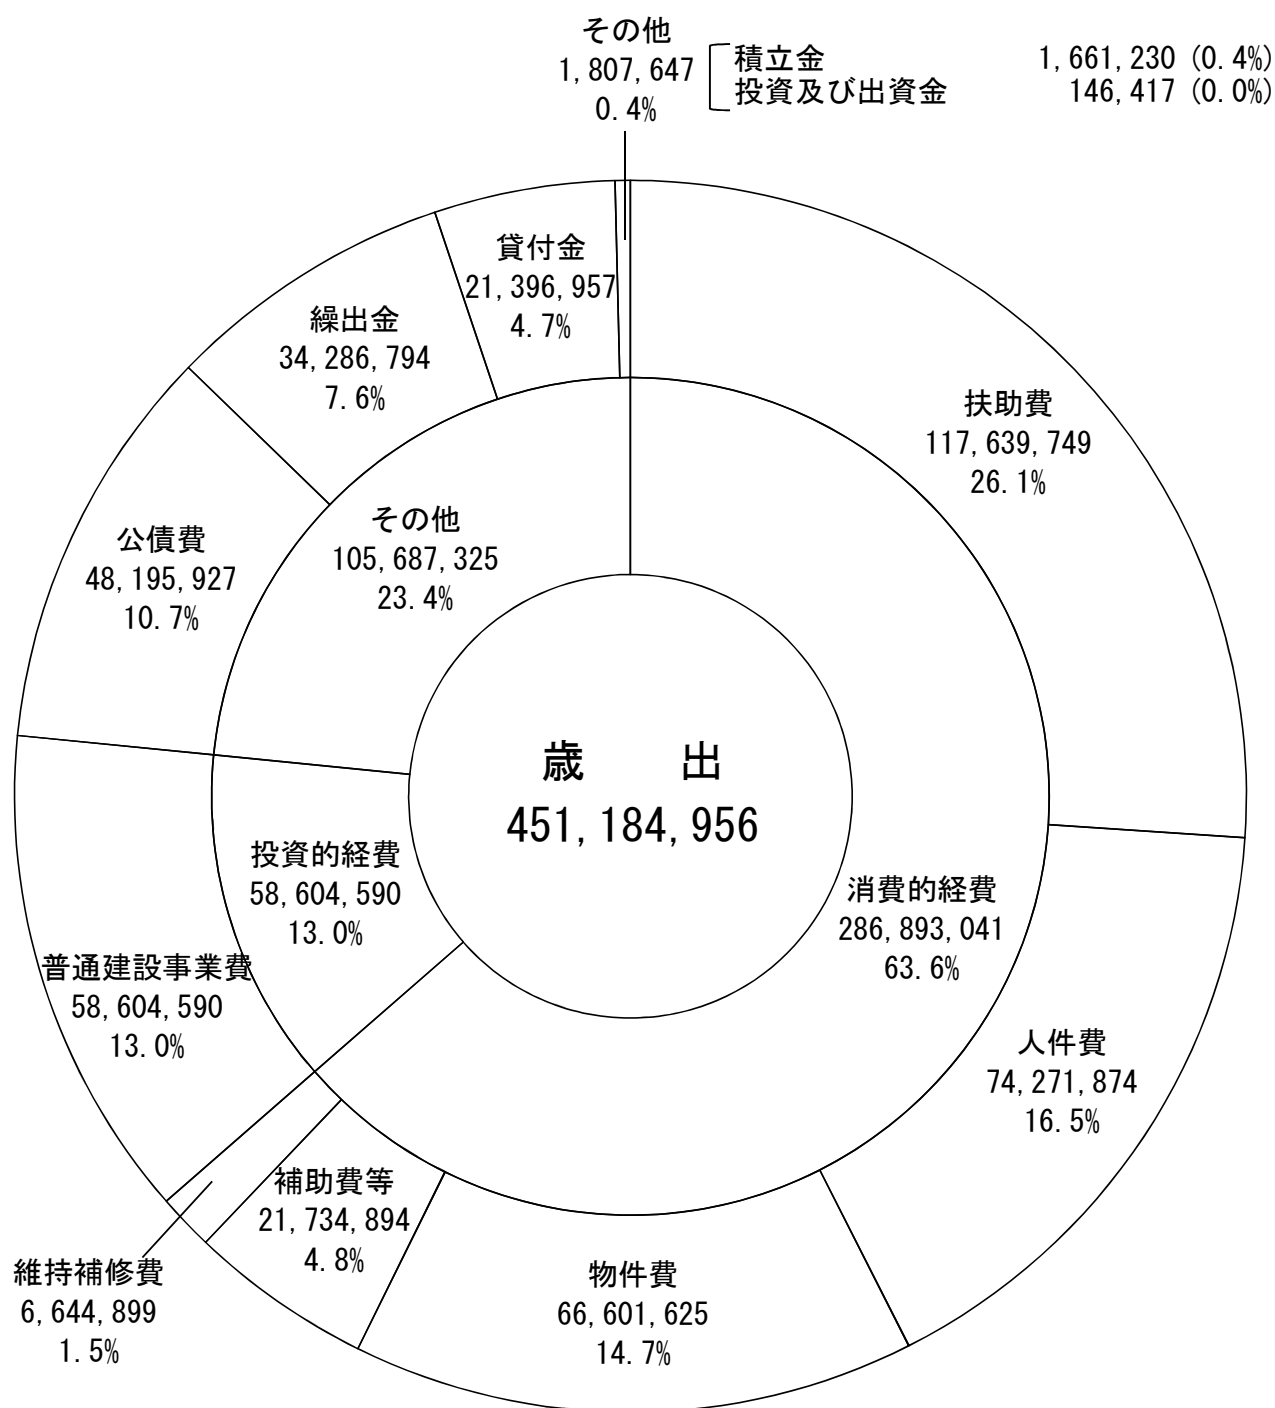 その他
1,807,647
0.4%
積立金 1,661,230 (0.4%)
投資及び出資金 146,417 (0.0%)
貸付金
21,396,957
4.7%
繰出金
34,286,794
7.6%
扶助費
117,639,749
26.1%
その他
105,687,325
23.4%
公債費
48,195,927
10.7%
歳 出
451,184,956
投資的経費
58,604,590
13.0%
消費的経費
286,893,041
63.6%
普通建設事業費
58,604,590
13.0%
人件費
74,271,874
16.5%
補助費等
21,734,894
4.8%
維持補修費
6,644,899
1.5%
物件費
66,601,625
14.7%